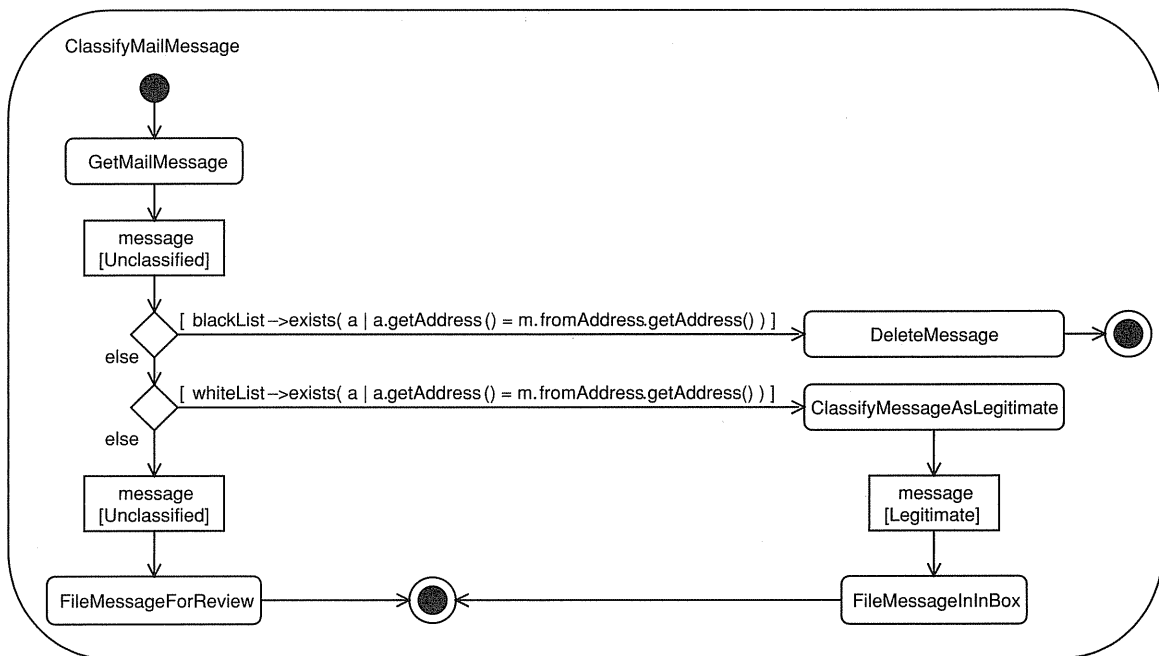 ClassifyMailMessage
GetMailMessage
message
[Unclassified]
[ blackList->exists( a | a.getAddress () = m.fromAddress.getAddress() ) ]
DeleteMessage
else
[ whiteList->exists( a | a.getAddress () = m.fromAddress.getAddress() ) ]
ClassifyMessageAsLegitimate
else
message
[Unclassified]
message
[Legitimate]
FileMessageForReview
FileMessageInInBox